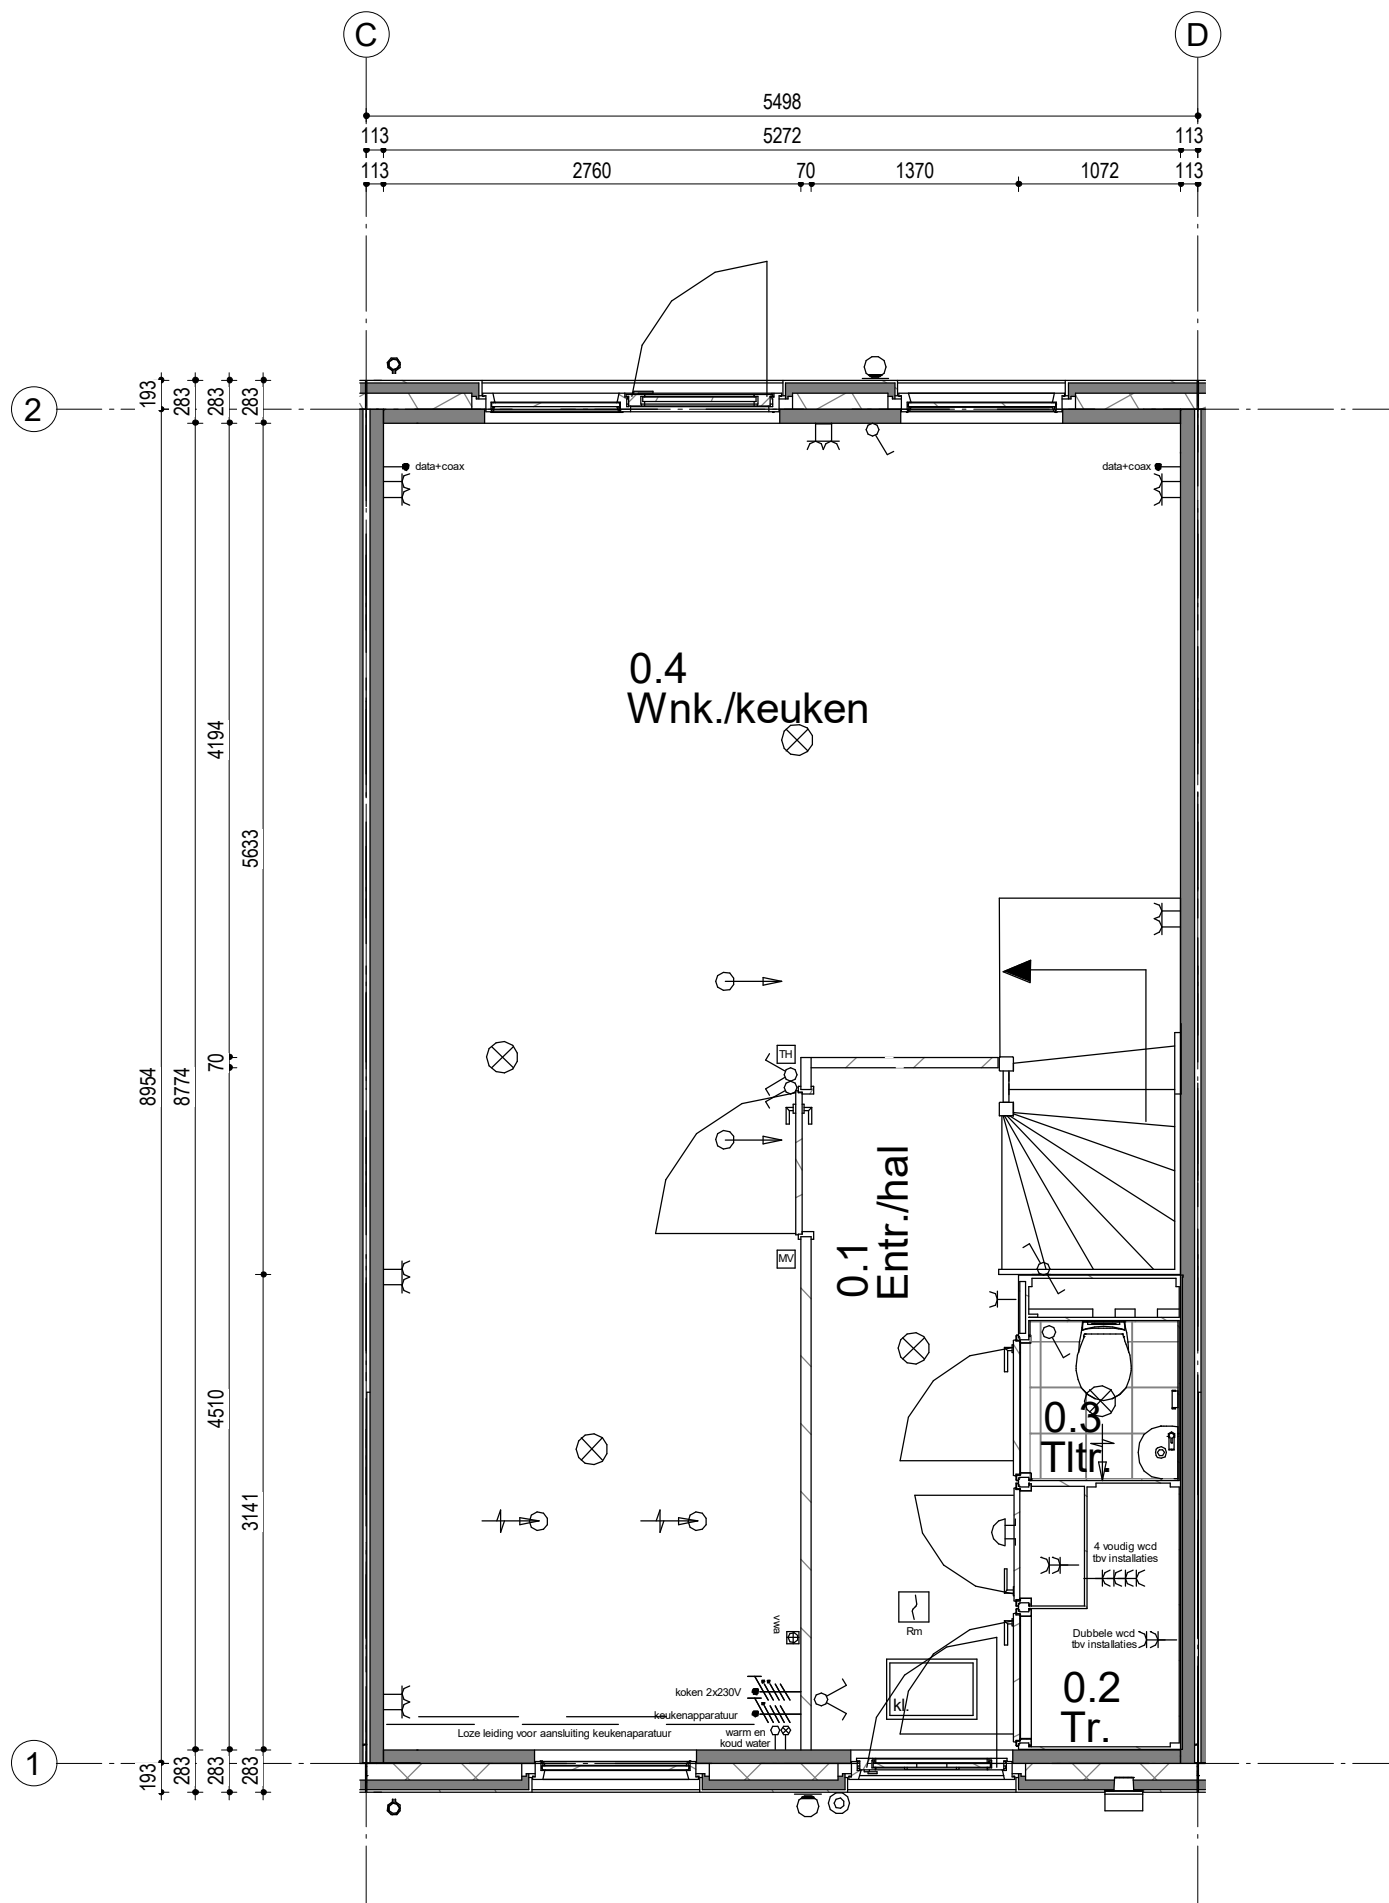 C
D
5498
113
5272
113
113
2760
70
1370
1072
113
2
193
283
283
283
data+coax
data+coax
0.4
Wnk./keuken
4194
5633
TH
70
8954
8774
0.1
Entr./hal
MV
4510
3141
0.3
Tltr.
4 voudig wcd
tbv installaties
vwa
Rm
Dubbele wcd
tbv installaties
koken 2x230V
kl.
0.2
Tr.
keukenapparatuur
Loze leiding voor aansluiting keukenaparatuur
warm en
koud water
1
193
283
283
283